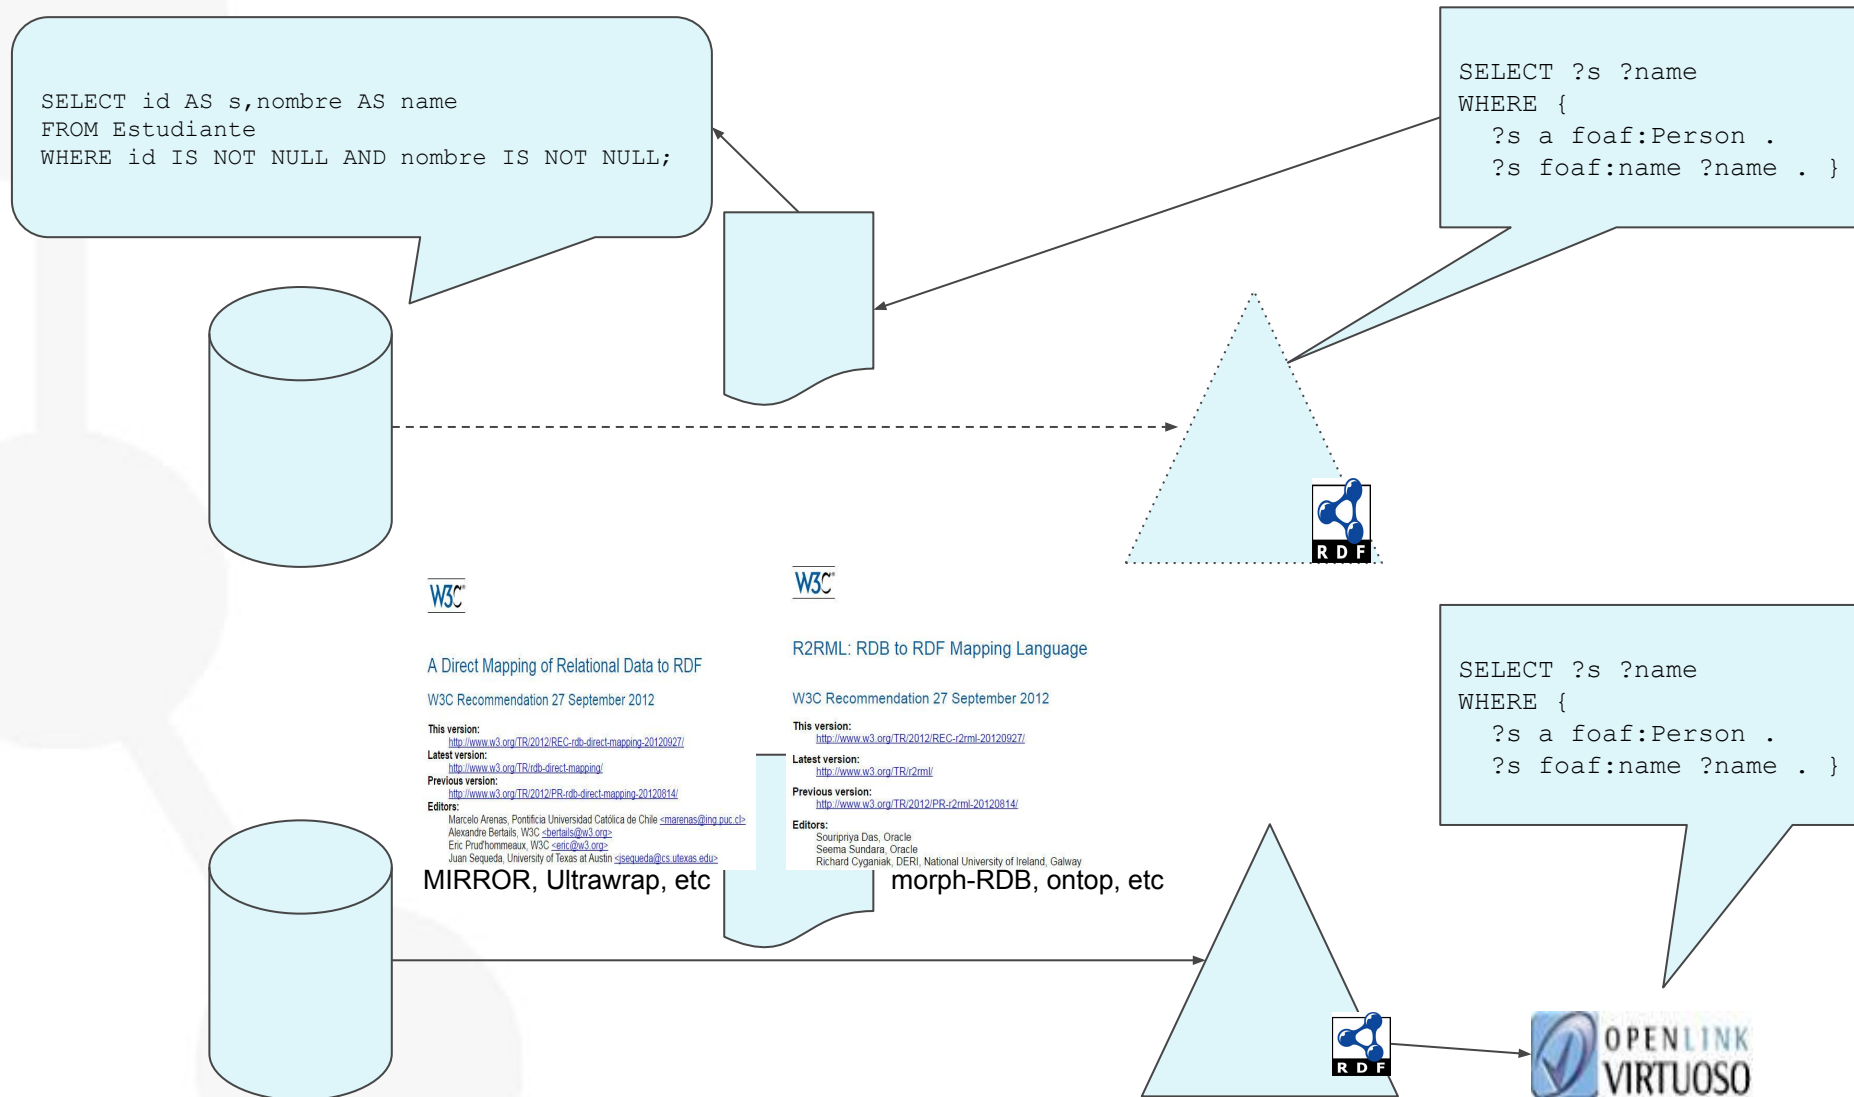 SELECT id AS s,nombre AS name
FROM Estudiante
WHERE id IS NOT NULL AND nombre IS NOT NULL;
SELECT ?s ?name
WHERE {
?s a foaf:Person .
?s foaf:name ?name . }
RDF
W3C®
A Direct Mapping of Relational Data to RDF
W3C Recommendation 27 September 2012
This version:
http://www.w3.org/TR/2012/REC-rdb-direct-mapping-20120927/
Latest version:
http://www.w3.org/TR/rdb-direct-mapping/
Previous version:
http://www.w3.org/TR/2012/PR-rdb-direct-mapping-20120814/
Editors:
Marcelo Arenas, Pontificia Universidad Católica de Chile <marenas@ing.puc.cl>
Alexandre Bertails, W3C <bertails@w3.org>
Eric Prud'hommeaux, W3C <eric@w3.org>
Juan Sequeda, University of Texas at Austin <jsequeda@cs.utexas.edu>
MIRROR, Ultrawrap, etc
W3C®
R2RML: RDB to RDF Mapping Language
W3C Recommendation 27 September 2012
This version:
http://www.w3.org/TR/2012/REC-r2rml-20120927/
Latest version:
http://www.w3.org/TR/r2rml/
Previous version:
http://www.w3.org/TR/2012/PR-r2rml-20120814/
Editors:
Souripriya Das, Oracle
Seema Sundara, Oracle
Richard Cyganiak, DERI, National University of Ireland, Galway
morph-RDB, ontop, etc
SELECT ?s ?name
WHERE {
?s a foaf:Person .
?s foaf:name ?name . }
RDF
OPENLINK
VIRTUOSO